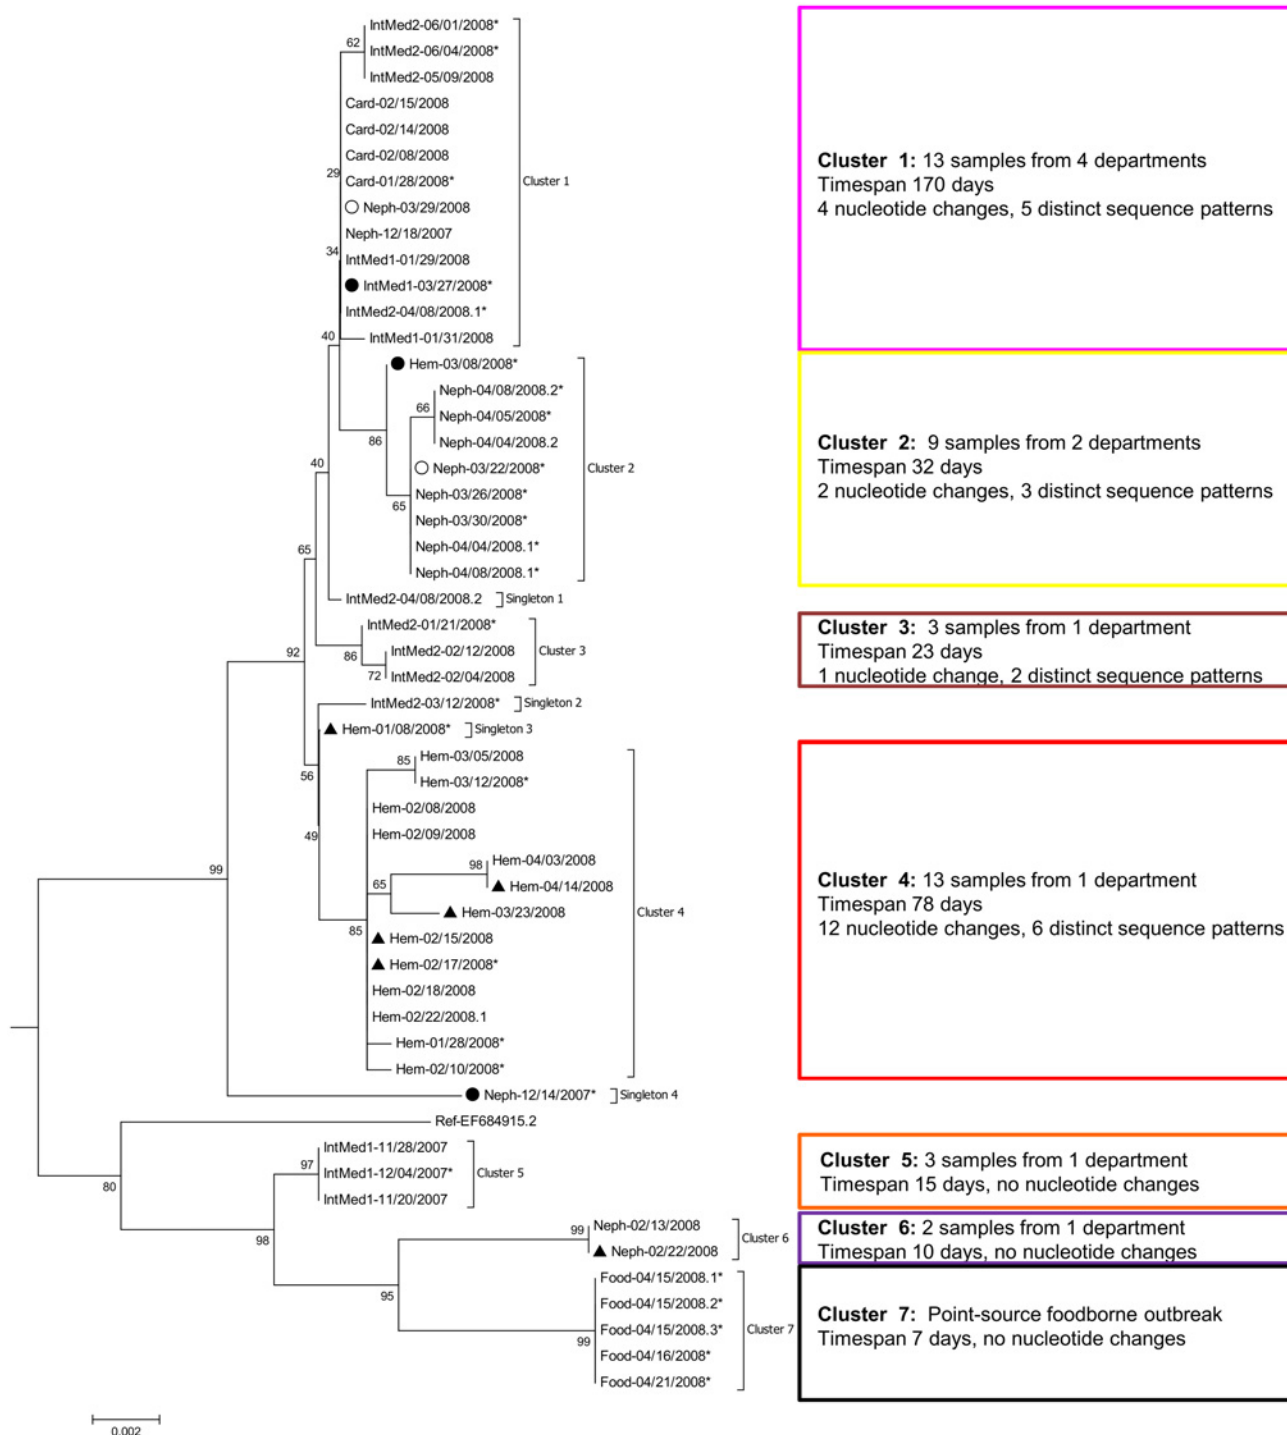 IntMed2-06/01/2008*
62
IntMed2-06/04/2008*
IntMed2-05/09/2008
Card-02/15/2008
Card-02/14/2008
Card-02/08/2008
29
Card-01/28/2008*
Cluster 1
Neph-03/29/2008
Neph-12/18/2007
34
IntMed1-01/29/2008
IntMed1-03/27/2008*
IntMed2-04/08/2008.1*
40
IntMed1-01/31/2008
Cluster 1: 13 samples from 4 departments
Timespan 170 days
4 nucleotide changes, 5 distinct sequence patterns
Hem-03/08/2008*
Neph-04/08/2008.2*
66
Neph-04/05/2008*
86
Neph-04/04/2008.2
40
Neph-03/22/2008*
Cluster 2
Neph-03/26/2008*
65
Neph-03/30/2008*
Neph-04/04/2008.1*
65
Neph-04/08/2008.1*
Cluster 2: 9 samples from 2 departments
Timespan 32 days
2 nucleotide changes, 3 distinct sequence patterns
IntMed2-04/08/2008.2
Singleton 1
IntMed2-01/21/2008*
92
86
IntMed2-02/12/2008
Cluster 3
72
IntMed2-02/04/2008
Cluster 3: 3 samples from 1 department
Timespan 23 days
1 nucleotide change, 2 distinct sequence patterns
IntMed2-03/12/2008*
Singleton 2
Hem-01/08/2008*
Singleton 3
56
85
Hem-03/05/2008
Hem-03/12/2008*
Hem-02/08/2008
49
Hem-02/09/2008
99
98
Hem-04/03/2008
65
Hem-04/14/2008
Hem-03/23/2008
Cluster 4
85
Hem-02/15/2008
Hem-02/17/2008*
Hem-02/18/2008
Hem-02/22/2008.1
Hem-01/28/2008*
Hem-02/10/2008*
Cluster 4: 13 samples from 1 department
Timespan 78 days
12 nucleotide changes, 6 distinct sequence patterns
Neph-12/14/2007*
Singleton 4
Ref-EF684915.2
IntMed1-11/28/2007
97
IntMed1-12/04/2007*
Cluster 5
80
IntMed1-11/20/2007
Cluster 5: 3 samples from 1 department
Timespan 15 days, no nucleotide changes
98
99
Neph-02/13/2008
Cluster 6
Neph-02/22/2008
Cluster 6: 2 samples from 1 department
Timespan 10 days, no nucleotide changes
95
Food-04/15/2008.1*
Food-04/15/2008.2*
Food-04/15/2008.3*
Cluster 7
99
Food-04/16/2008*
Food-04/21/2008*
Cluster 7: Point-source foodborne outbreak
Timespan 7 days, no nucleotide changes
0.002